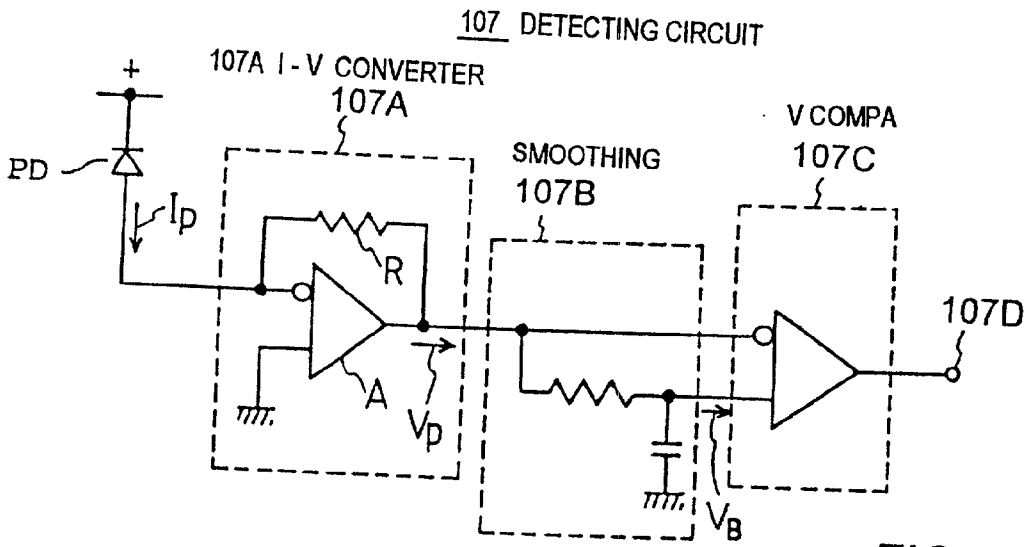 107 DETECTING CIRCUIT
107A I-V CONVERTER
107A
+
PD
Ip
R
A
Vp
SMOOTHING
107B
VB
V COMPA
107C
107D